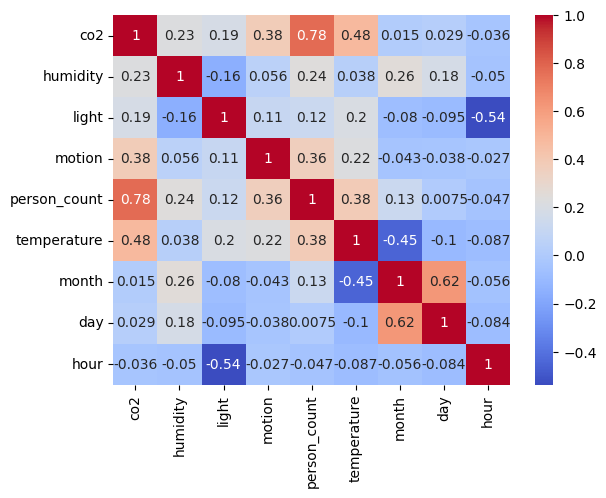 co2 1 0.23 0.19 0.38 0.78 0.48 0.015 0.029 -0.036
humidity 0.23 1 -0.16 0.056 0.24 0.038 0.26 0.18 -0.05
light 0.19 -0.16 1 0.11 0.12 0.2 -0.08 -0.095 -0.54
motion 0.38 0.056 0.11 1 0.36 0.22 -0.043 -0.038 -0.027
person_count 0.78 0.24 0.12 0.36 1 0.38 0.13 0.0075 -0.047
temperature 0.48 0.038 0.2 0.22 0.38 1 -0.45 -0.1 -0.087
month 0.015 0.26 -0.08 -0.043 0.13 -0.45 1 0.62 -0.056
day 0.029 0.18 -0.095 -0.038 0.0075 -0.1 0.62 1 -0.084
hour -0.036 -0.05 -0.54 -0.027 -0.047 -0.087 -0.056 -0.084 1
co2 humidity light motion person_count temperature month day hour
1.0
0.8
0.6
0.4
0.2
0.0
−0.2
−0.4